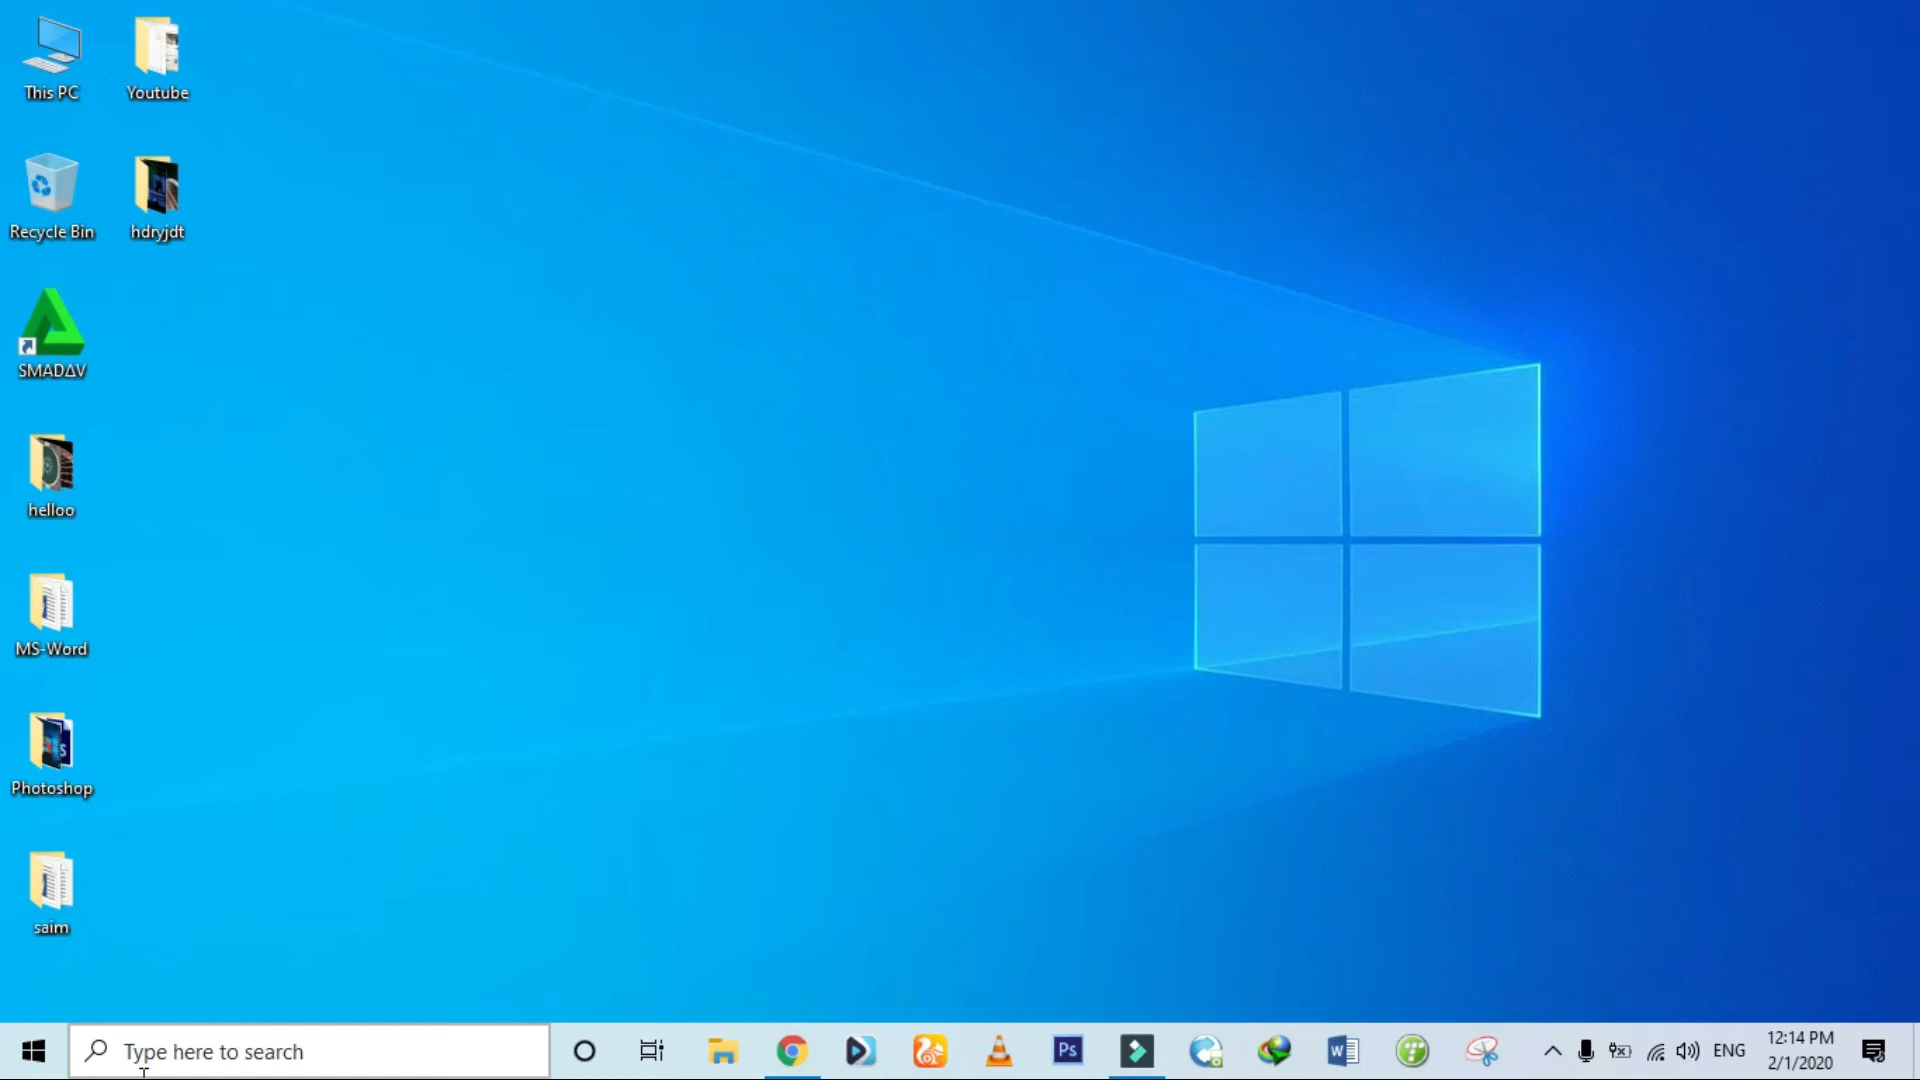 This PC
Youtube
Recycle Bin
hdryjdt
SMADΔV
helloo
MS-Word
Photoshop
saim
Type here to search
Ps
W
ENG
12:14 PM
2/1/2020